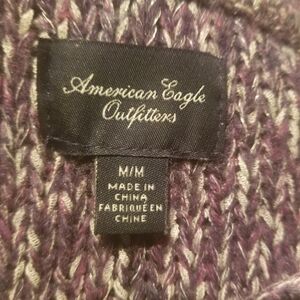 American Eagle
Outfitters
M/M
MADE IN
CHINA
FABRIQUÉ EN
CHINE